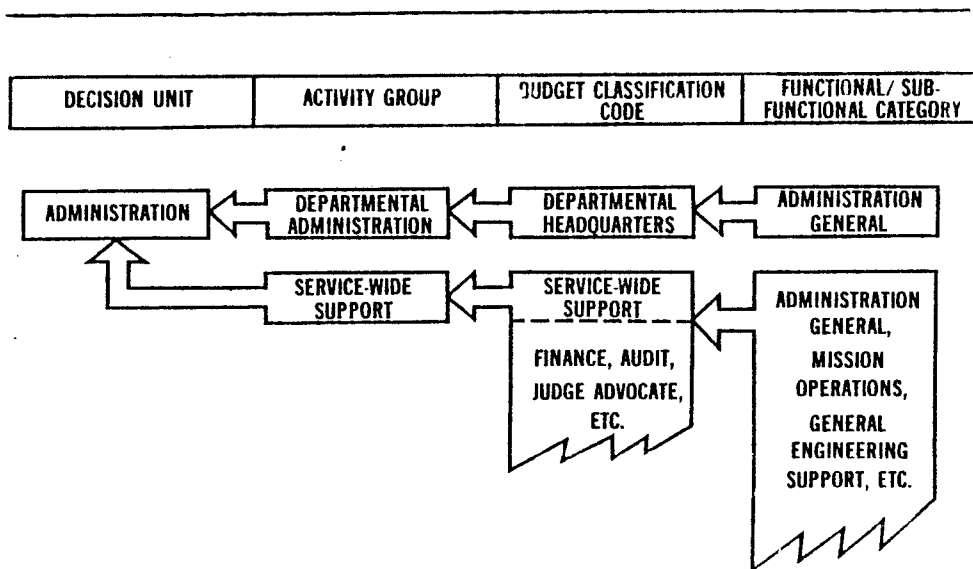 DECISION UNIT
ACTIVITY GROUP
BUDGET CLASSIFICATION
CODE
FUNCTIONAL/ SUB-
FUNCTIONAL CATEGORY
ADMINISTRATION
DEPARTMENTAL
ADMINISTRATION
DEPARTMENTAL
HEADQUARTERS
ADMINISTRATION
GENERAL
SERVICE-WIDE
SUPPORT
SERVICE-WIDE
SUPPORT
FINANCE, AUDIT,
JUDGE ADVOCATE,
ETC.
ADMINISTRATION
GENERAL,
MISSION
OPERATIONS,
GENERAL
ENGINEERING
SUPPORT, ETC.